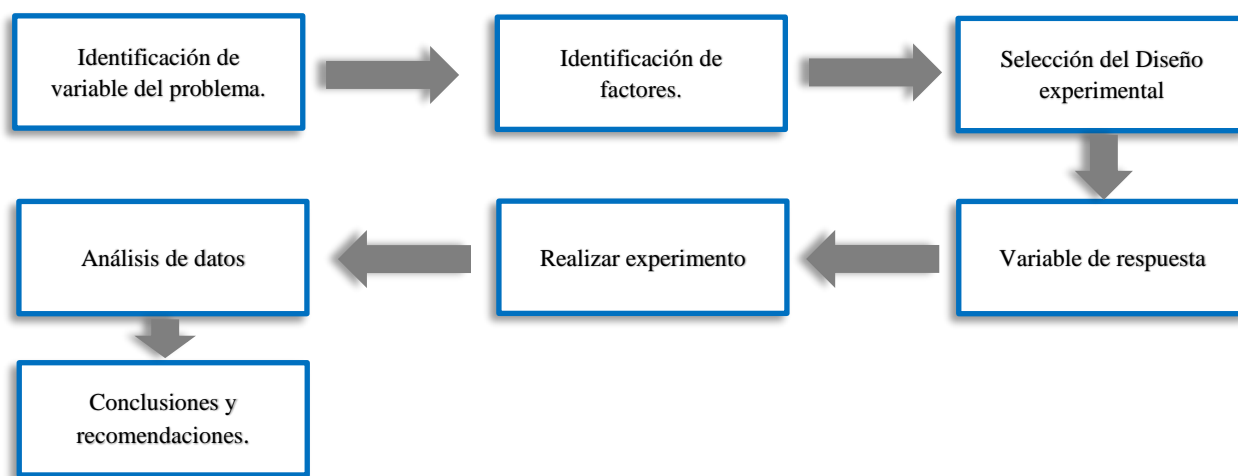 Identificación de
variable del problema.
Identificación de
factores.
Selección del Diseño
experimental
Variable de respuesta
Realizar experimento
Análisis de datos
Conclusiones y
recomendaciones.